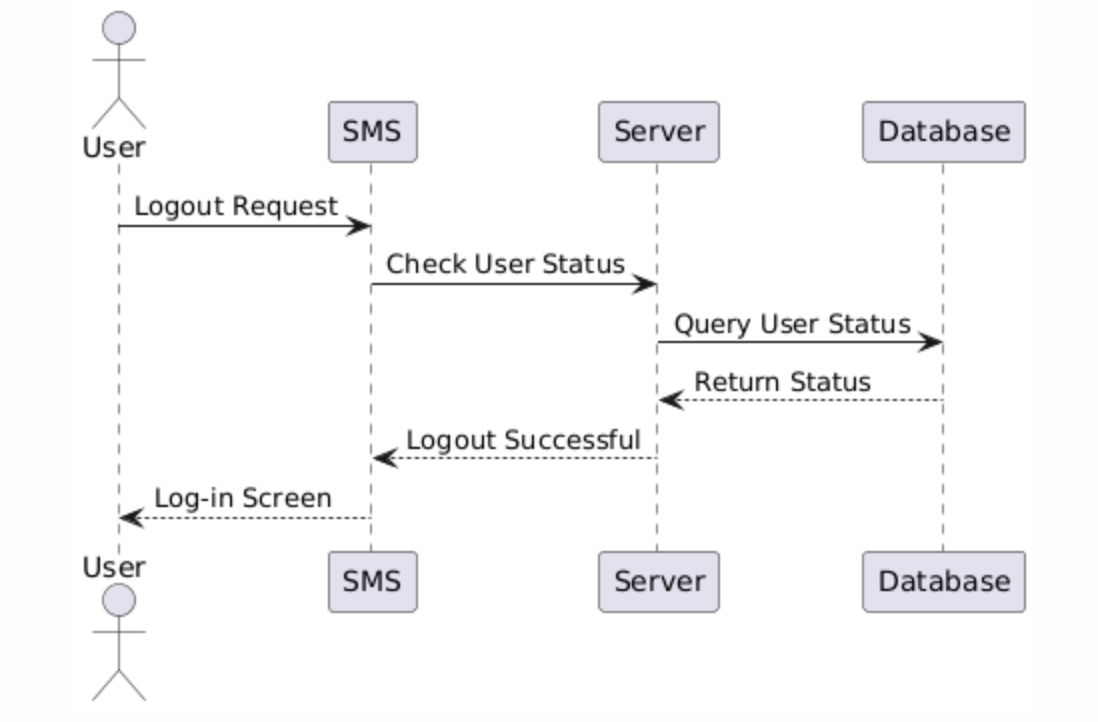 User
SMS
Server
Database
Logout Request
Check User Status
Query User Status
Return Status
Logout Successful
Log-in Screen
User
SMS
Server
Database